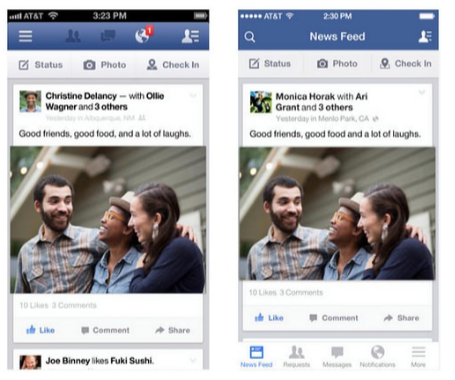 AT&T 3:23 PM
1
Status Photo Check In
Christine Delancy — with Ollie
Wagner and 3 others
Yesterday in Albuquerque, NM
Good friends, good food, and a lot of laughs.
10 Likes 3 Comments
Like Comment Share
Joe Binney likes Fuki Sushi.
AT&T 2:30 PM
News Feed
Status Photo Check In
Monica Horak with Ari
Grant and 3 others
Yesterday in Menlo Park, CA
Good friends, good food and a lot of laughs.
10 Likes 3 Comments
Like Comment Share
News Feed Requests Messages Notifications More